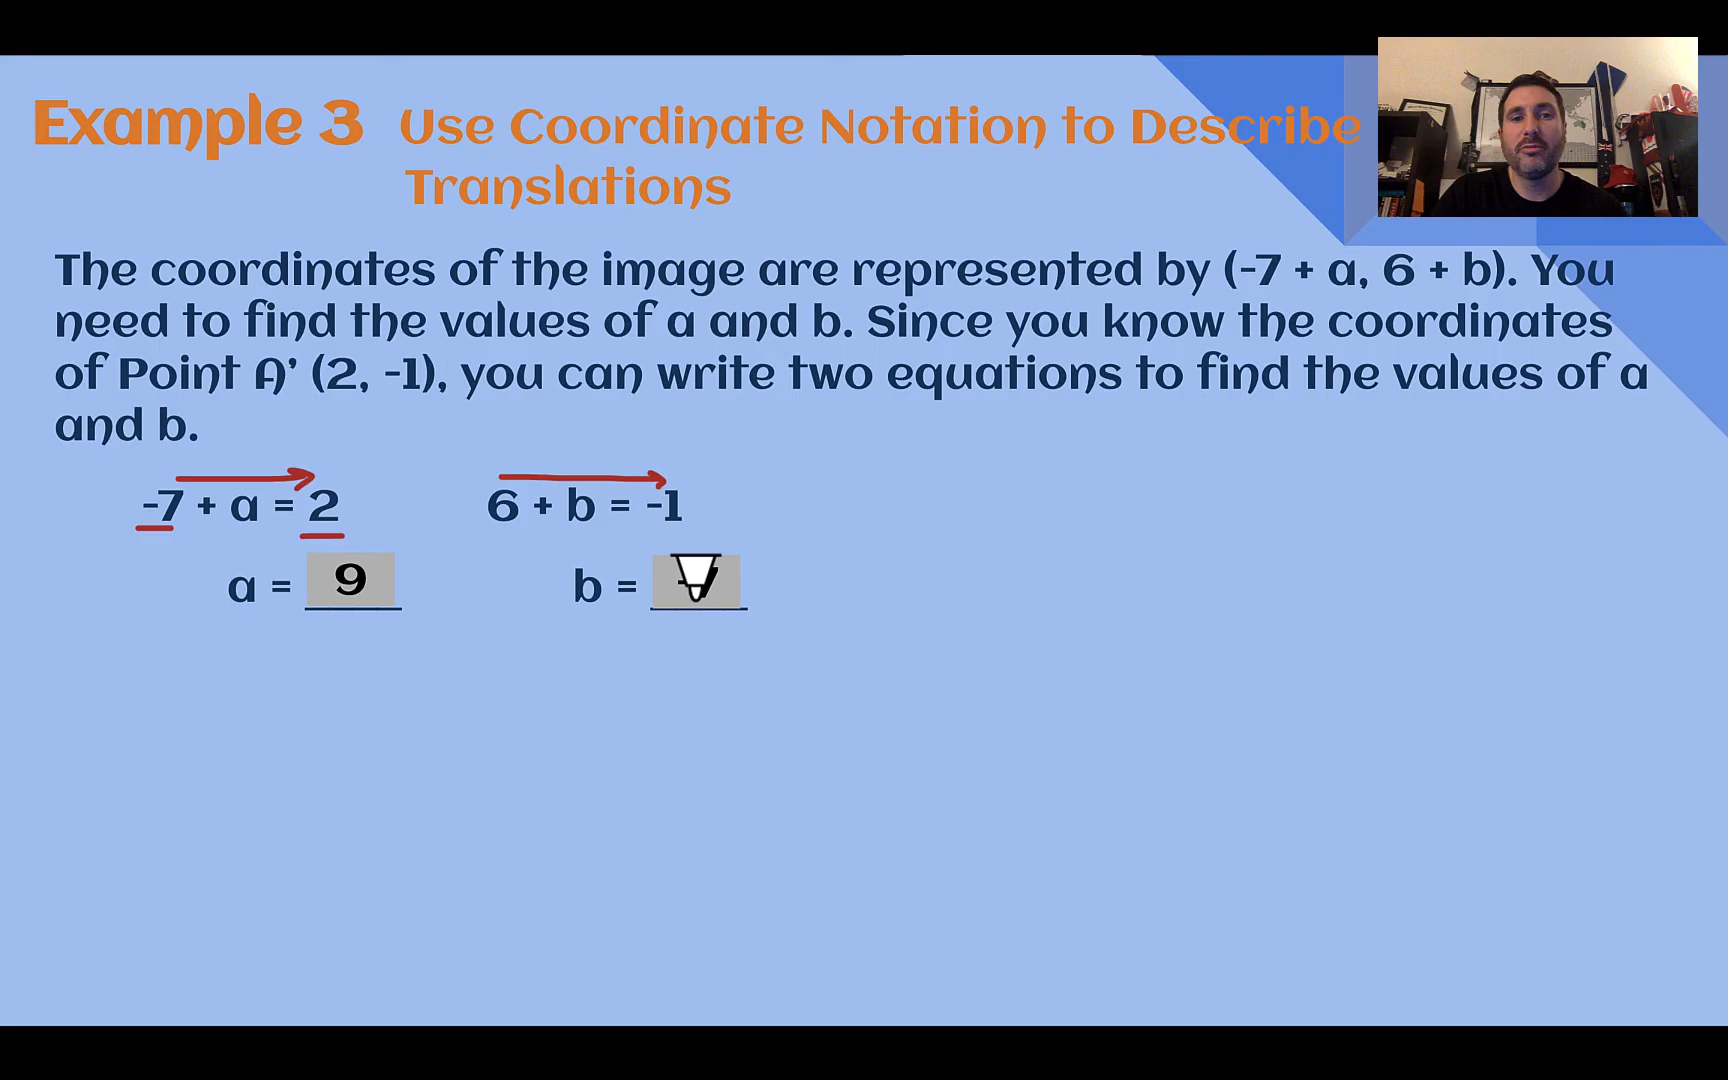 Example 3 Use Coordinate Notation to Describe
Translations
The coordinates of the image are represented by (-7 + a, 6 + b). You
need to find the values of a and b. Since you know the coordinates
of Point A’ (2, -1), you can write two equations to find the values of a
and b.
-7 + a = 2 6 + b = -1
a = 9 b = -7